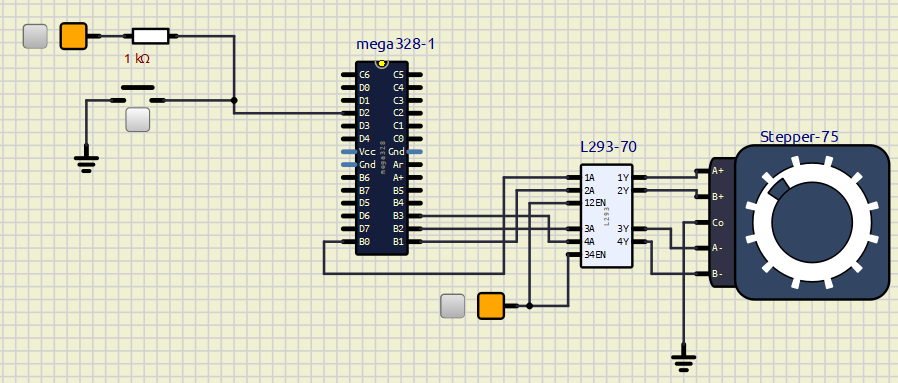 1 kΩ
mega328-1
C6 C5
D0 C4
D1 C3
D2 C2
D3 C1
D4 C0
Vcc Gnd
Gnd Ar
B6 A+
B7 B5
D5 B4
D6 B3
D7 B2
B0 B1
mega328
L293-70
1A 1Y
2A 2Y
12EN
3A 3Y
4A 4Y
34EN
L293
Stepper-75
A+
B+
Co
A-
B-